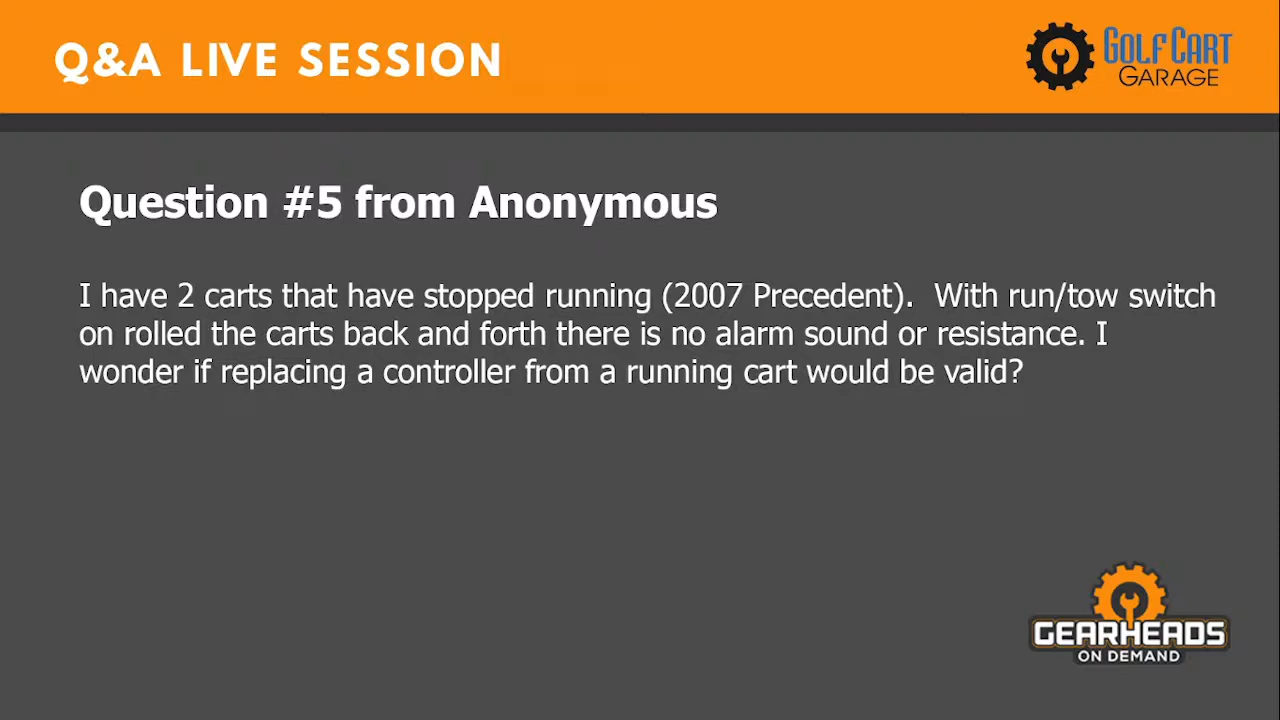 Q&A LIVE SESSION
GOLF CART
GARAGE
Question #5 from Anonymous
I have 2 carts that have stopped running (2007 Precedent).  With run/tow switch
on rolled the carts back and forth there is no alarm sound or resistance. I
wonder if replacing a controller from a running cart would be valid?
GEARHEADS
ON DEMAND